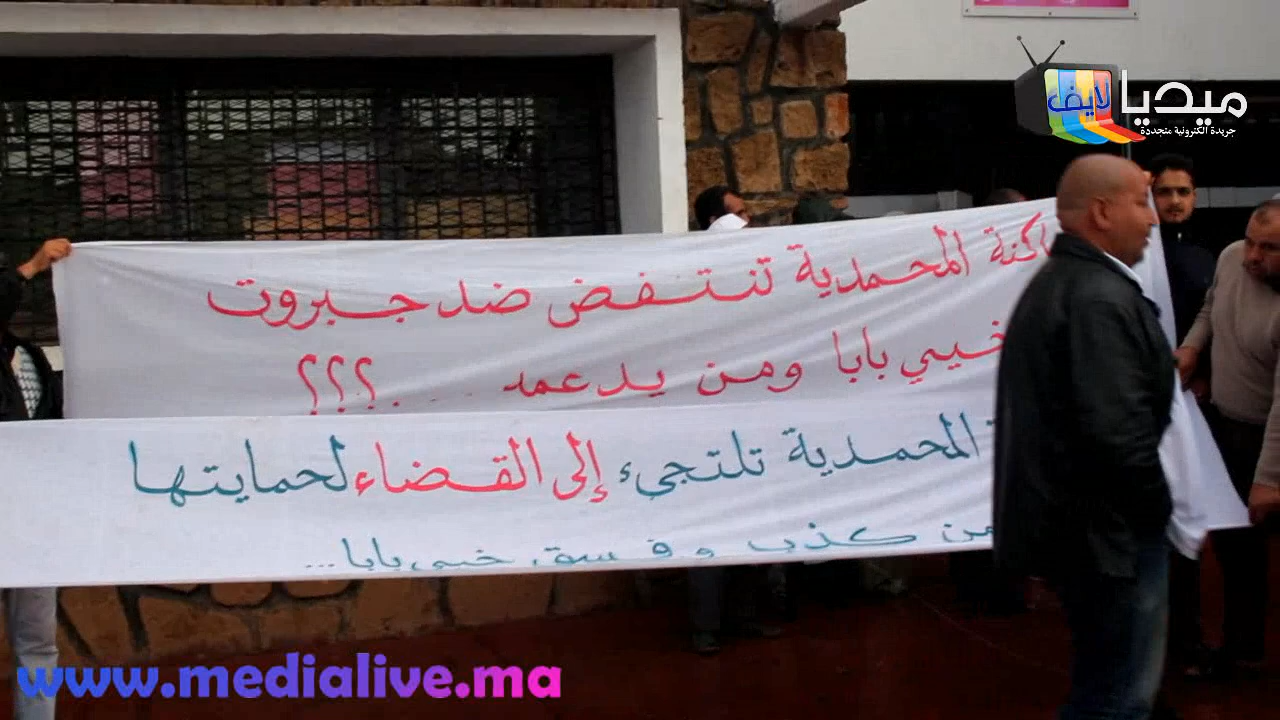 ميديا لايف
جريدة الكترونية متجددة
اكنة المحمدية تنتفض ضد جبروت
خيي بابا ومن يدعمه ....؟؟؟
المحمدية تلتجيء إلى القضاء لحمايتها
من كذب وفسق خيي بابا...
www.medialive.ma